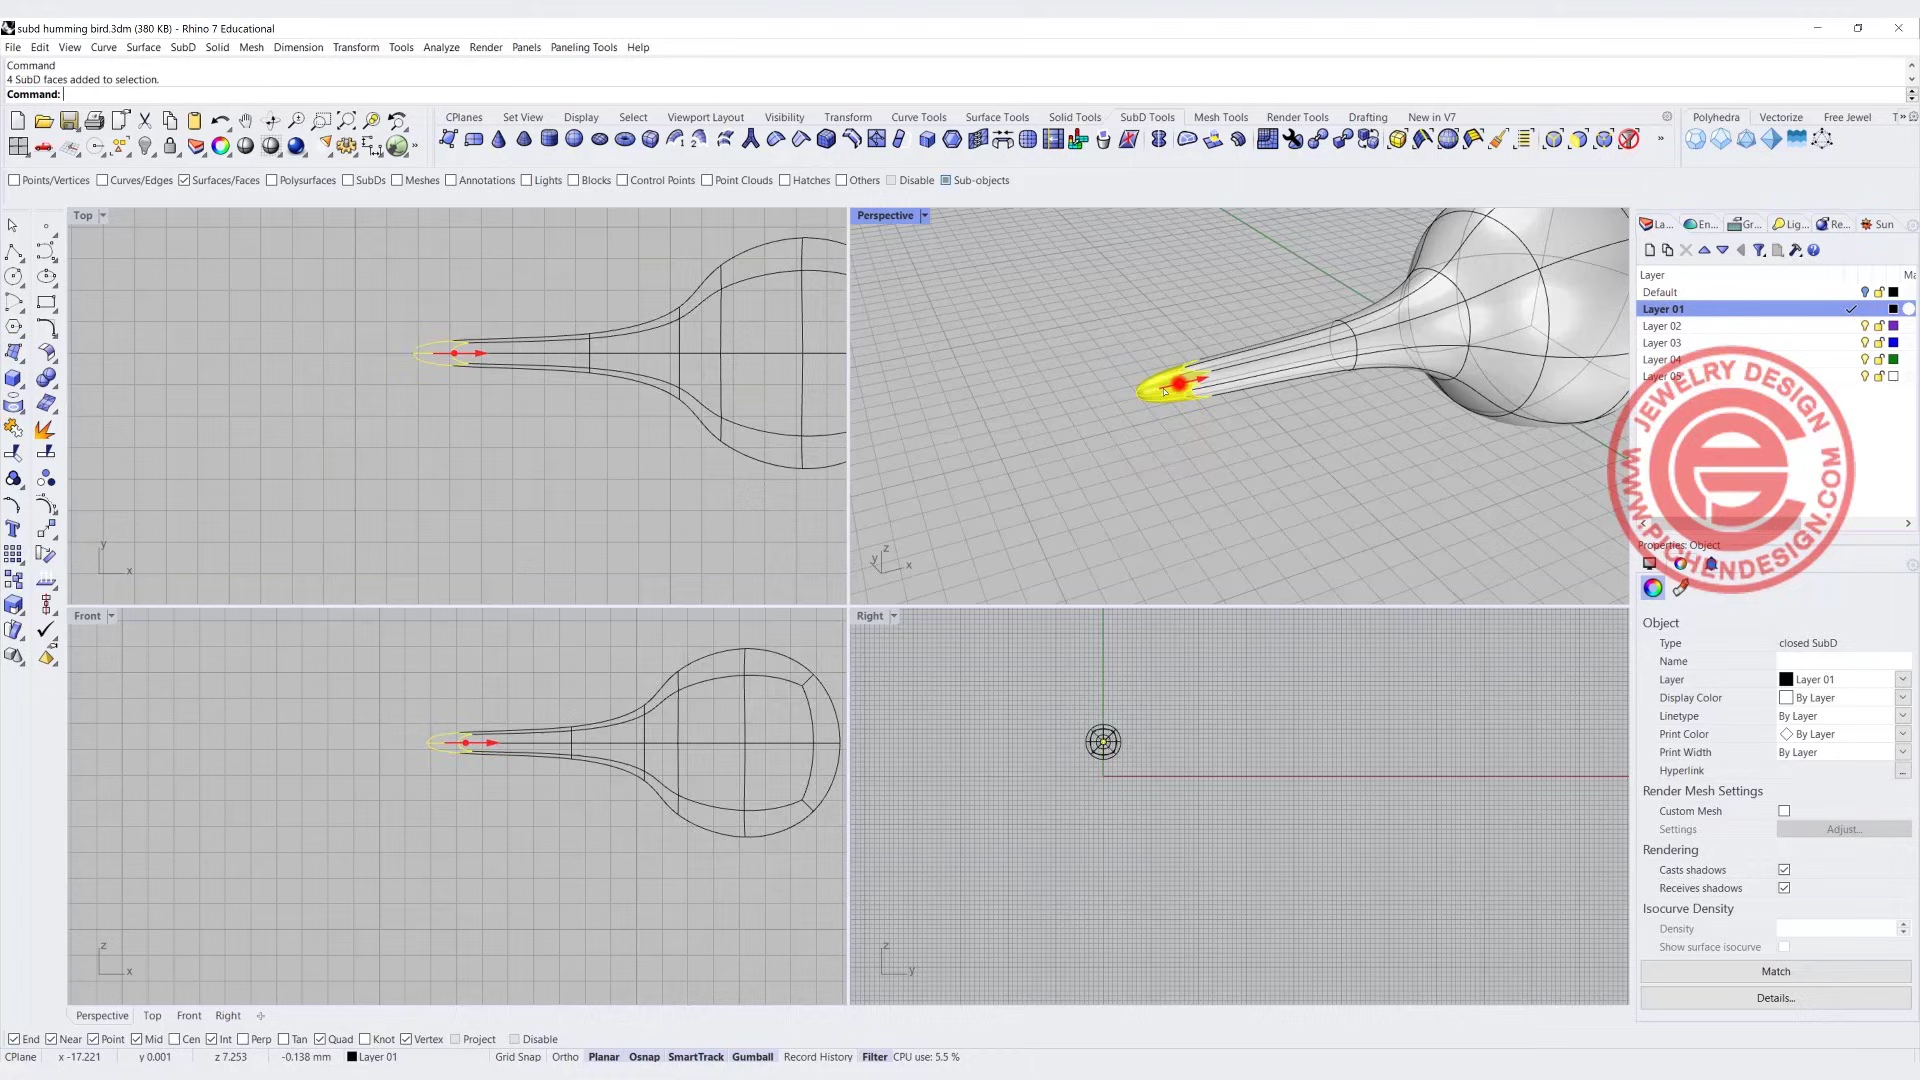 subd humming bird.3dm (380 KB) - Rhino 7 Educational
File Edit View Curve Surface SubD Solid Mesh Dimension Transform Tools Analyze Render Panels Paneling Tools Help
Command
4 SubD faces added to selection.
Command:
CPlanes Set View Display Select Viewport Layout Visibility Transform Curve Tools Surface Tools Solid Tools SubD Tools Mesh Tools Render Tools Drafting New in V7 Polyhedra Vectorize Free Jewel T
Points/Vertices Curves/Edges Surfaces/Faces Polysurfaces SubDs Meshes Annotations Lights Blocks Control Points Point Clouds Hatches Others Disable Sub-objects
Top
Perspective
La... En... Gr... Lig... Re... Sun
Layer Ma
Default
Layer 01
Layer 02
Layer 03
Layer 04
Layer 05
JEWELRY DESIGN
WWW.PICHENDESIGN.COM
y
x
z
y
x
Front
Right
z
x
z
y
Properties: Object
Object
Type closed SubD
Name
Layer Layer 01
Display Color By Layer
Linetype By Layer
Print Color By Layer
Print Width By Layer
Hyperlink ...
Render Mesh Settings
Custom Mesh
Settings Adjust...
Rendering
Casts shadows
Receives shadows
Isocurve Density
Density
Show surface isocurve
Match
Details...
Perspective Top Front Right
End Near Point Mid Cen Int Perp Tan Quad Knot Vertex Project Disable
CPlane x -17.221 y 0.001 z 7.253 -0.138 mm Layer 01 Grid Snap Ortho Planar Osnap SmartTrack Gumball Record History Filter CPU use: 5.5 %